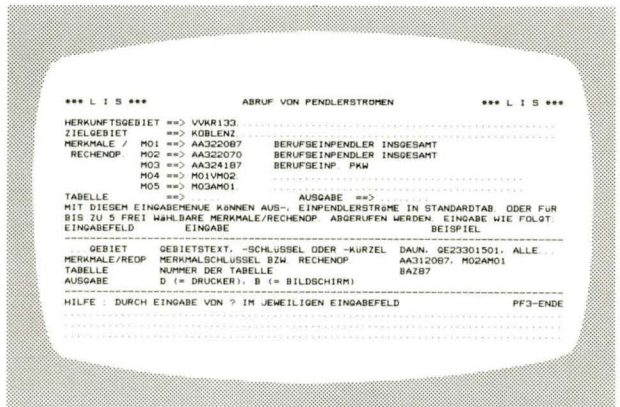 *** L I S *** ABRUF VON PENDLERSTRÖMEN *** L I S ***
HERKUNFTSGEBIET ==> VVKR133..........
ZIELGEBIET ==> KOBLENZ..........
MERKMALE / M01 ==> AA322087 BERUFSEINPENDLER INSGESAMT
RECHENOP. M02 ==> AA322070 BERUFSEINPENDLER INSGESAMT
M03 ==> AA324187 BERUFSEINP. PKW
M04 ==> M01VM02.
M05 ==> M03AM01.
TABELLE ==> ..... AUSGABE ==> .
MIT DIESEM EINGABEMENUE KöNNEN AUS-, EINPENDLERSTRöME IN STANDARDTAB. ODER FüR
BIS ZU 5 FREI WäHLBARE MERKMALE/RECHENOP. ABGERUFEN WERDEN. EINGABE WIE FOLGT:
EINGABEFELD EINGABE BEISPIEL
...GEBIET GEBIETSTEXT, -SCHLüSSEL ODER -KüRZEL DAUN, GE23301501, ALLE...
MERKMALE/REOP MERKMALSCHLüSSEL BZW. RECHENOP. AA312087, M02AM01
TABELLE NUMMER DER TABELLE BAZ87
AUSGABE D (= DRUCKER), B (= BILDSCHIRM)
HILFE : DURCH EINGABE VON ? IM JEWEILIGEN EINGABEFELD PF3-ENDE